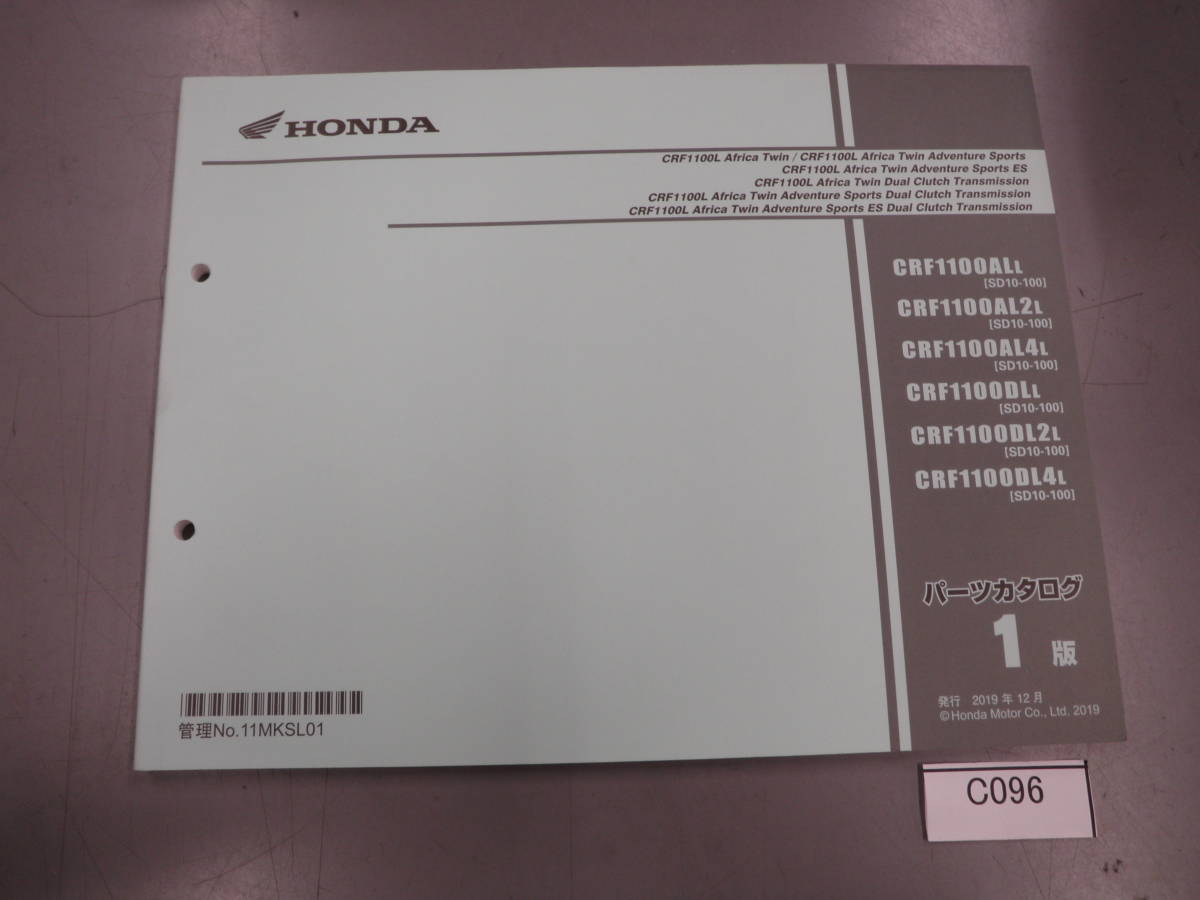 HONDA
CRF1100L Africa Twin / CRF1100L Africa Twin Adventure Sports
CRF1100L Africa Twin Adventure Sports ES
CRF1100L Africa Twin Dual Clutch Transmission
CRF1100L Africa Twin Adventure Sports Dual Clutch Transmission
CRF1100L Africa Twin Adventure Sports ES Dual Clutch Transmission
CRF1100ALL
[SD10-100]
CRF1100AL2L
[SD10-100]
CRF1100AL4L
[SD10-100]
CRF1100DLL
[SD10-100]
CRF1100DL2L
[SD10-100]
CRF1100DL4L
[SD10-100]
パーツカタログ
1 版
発行 2019 年 12 月
©Honda Motor Co., Ltd. 2019
管理No.11MKSL01
C096